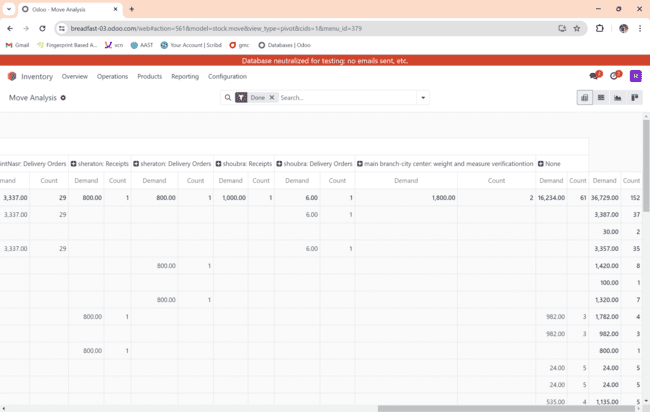 Odoo - Move Analysis
breadfast-03.odoo.com/web#action=561&model=stock.move&view_type=pivot&cids=1&menu_id=379
Gmail Fingerprint Based A... vcn AAST Your Account | Scribd gmc Databases | Odoo
Database neutralized for testing: no emails sent, etc.
Inventory Overview Operations Products Reporting Configuration
Move Analysis Done Search...
intNasr: Delivery Orders sheraton: Receipts sheraton: Delivery Orders shoubra: Receipts shoubra: Delivery Orders main branch-city center: weight and measure verificationtion None
mand Count Demand Count Demand Count Demand Count Demand Count Demand Count Demand Count Demand Count
3,337.00 29 800.00 1 800.00 1 1,000.00 1 6.00 1 1,800.00 2 16,234.00 61 36,729.00 152
3,337.00 29 6.00 1 3,387.00 37
30.00 2
3,337.00 29 6.00 1 3,357.00 35
800.00 1 1,420.00 8
100.00 1
800.00 1 1,320.00 7
800.00 1 982.00 3 1,782.00 4
982.00 3 982.00 3
800.00 1 800.00 1
24.00 5 24.00 5
24.00 5 24.00 5
535.00 4 1,135.00 5